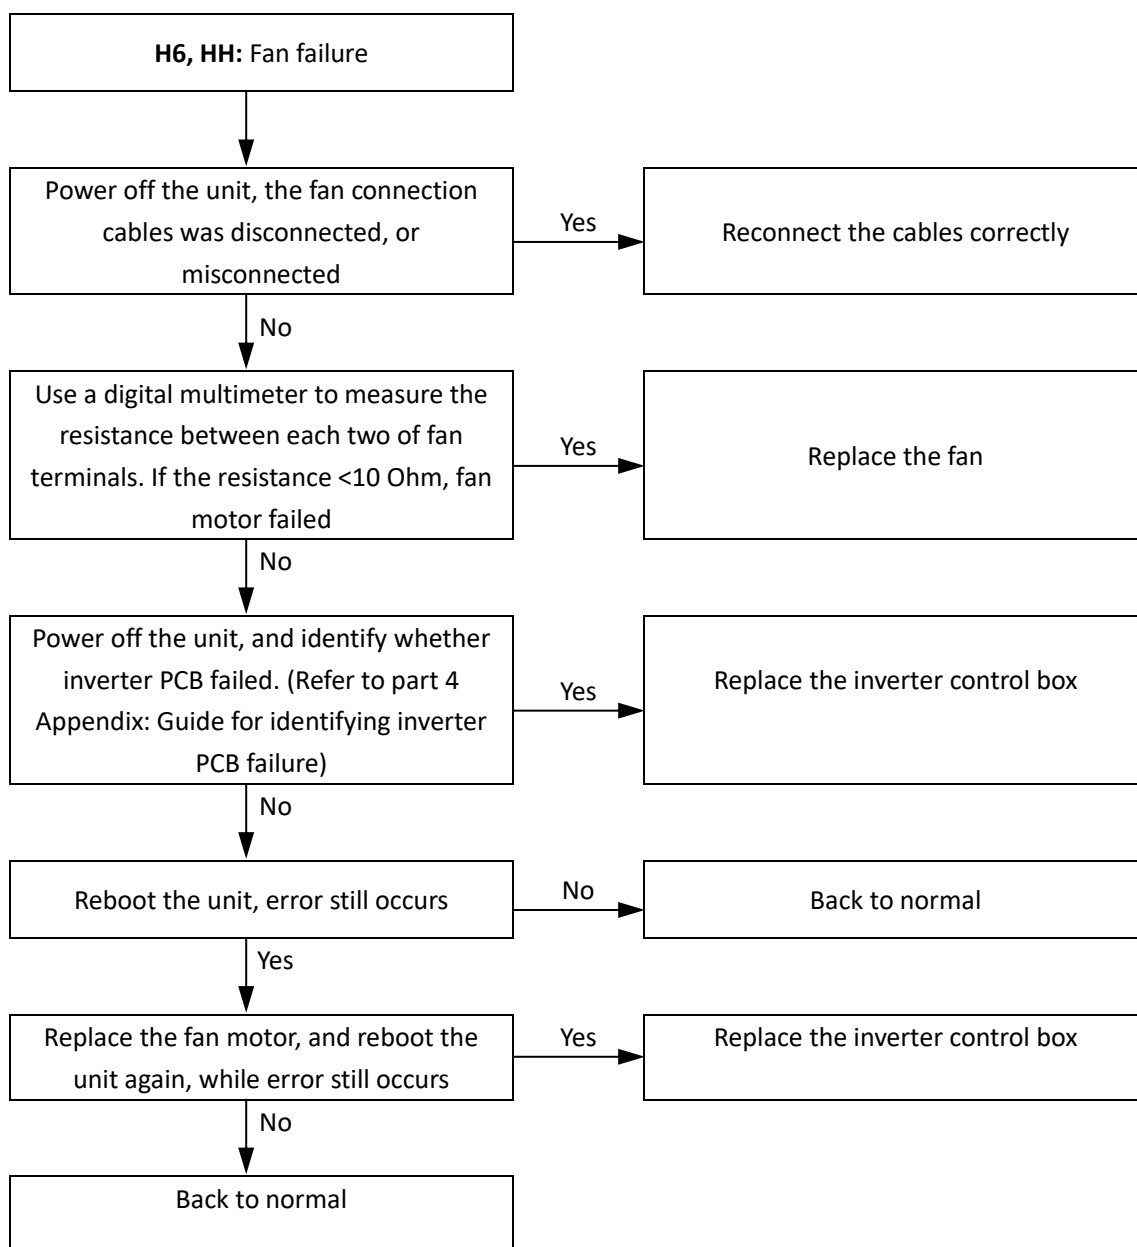 H6, HH: Fan failure
Power off the unit, the fan connection
cables was disconnected, or
misconnected
Yes
Reconnect the cables correctly
No
Use a digital multimeter to measure the
resistance between each two of fan
terminals. If the resistance <10 Ohm, fan
motor failed
Yes
Replace the fan
No
Power off the unit, and identify whether
inverter PCB failed. (Refer to part 4
Appendix: Guide for identifying inverter
PCB failure)
Yes
Replace the inverter control box
No
Reboot the unit, error still occurs
No
Back to normal
Yes
Replace the fan motor, and reboot the
unit again, while error still occurs
Yes
Replace the inverter control box
No
Back to normal